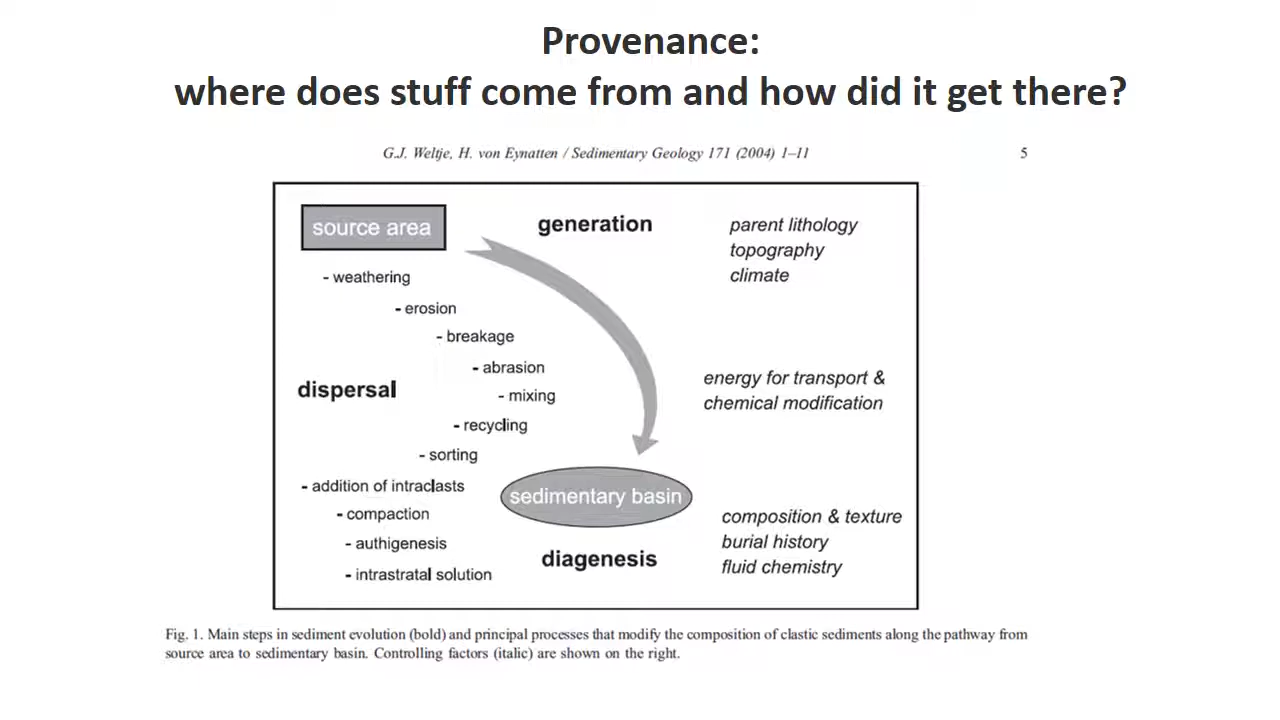 Provenance:
where does stuff come from and how did it get there?
G.J. Weltje, H. von Eynatten / Sedimentary Geology 171 (2004) 1–11
5
source area
generation
parent lithology
topography
climate
- weathering
- erosion
- breakage
- abrasion
dispersal
- mixing
energy for transport &
chemical modification
- recycling
- sorting
- addition of intraclasts
sedimentary basin
- compaction
composition & texture
- authigenesis
burial history
diagenesis
fluid chemistry
- intrastratal solution
Fig. 1. Main steps in sediment evolution (bold) and principal processes that modify the composition of clastic sediments along the pathway from
source area to sedimentary basin. Controlling factors (italic) are shown on the right.